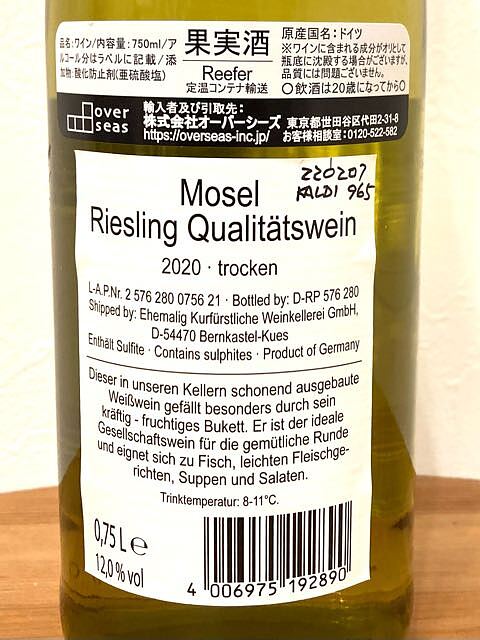 品名:ワイン/内容量:750ml/ア
ルコール分はラベルに記載/添
加物:酸化防止剤(亜硫酸塩)
果実酒
Reefer
定温コンテナ輸送
原産国名:ドイツ
※ワインに含まれる成分がオリとして
瓶底に沈殿する場合がございますが、
品質には問題ございません。
〇飲酒は20歳になってから〇
over
seas
輸入者及び引取先:
株式会社オーバーシーズ 東京都世田谷区代田2-31-8
https://overseas-inc.jp/ お客様相談室:0120-522-582
220207
KALDI 965
Mosel
Riesling Qualitätswein
2020 · trocken
L-A.P.Nr. 2 576 280 0756 21 · Bottled by: D-RP 576 280
Shipped by: Ehemalig Kurfürstliche Weinkellerei GmbH,
D-54470 Bernkastel-Kues
Enthält Sulfite · Contains sulphites · Product of Germany
Dieser in unseren Kellern schonend ausgebaute
Weißwein gefällt besonders durch sein
kräftig - fruchtiges Bukett. Er ist der ideale
Gesellschaftswein für die gemütliche Runde
und eignet sich zu Fisch, leichten Fleischge-
richten, Suppen und Salaten.
Trinktemperatur: 8-11°C.
0,75 L e
12,0 % vol
4 006975 192890